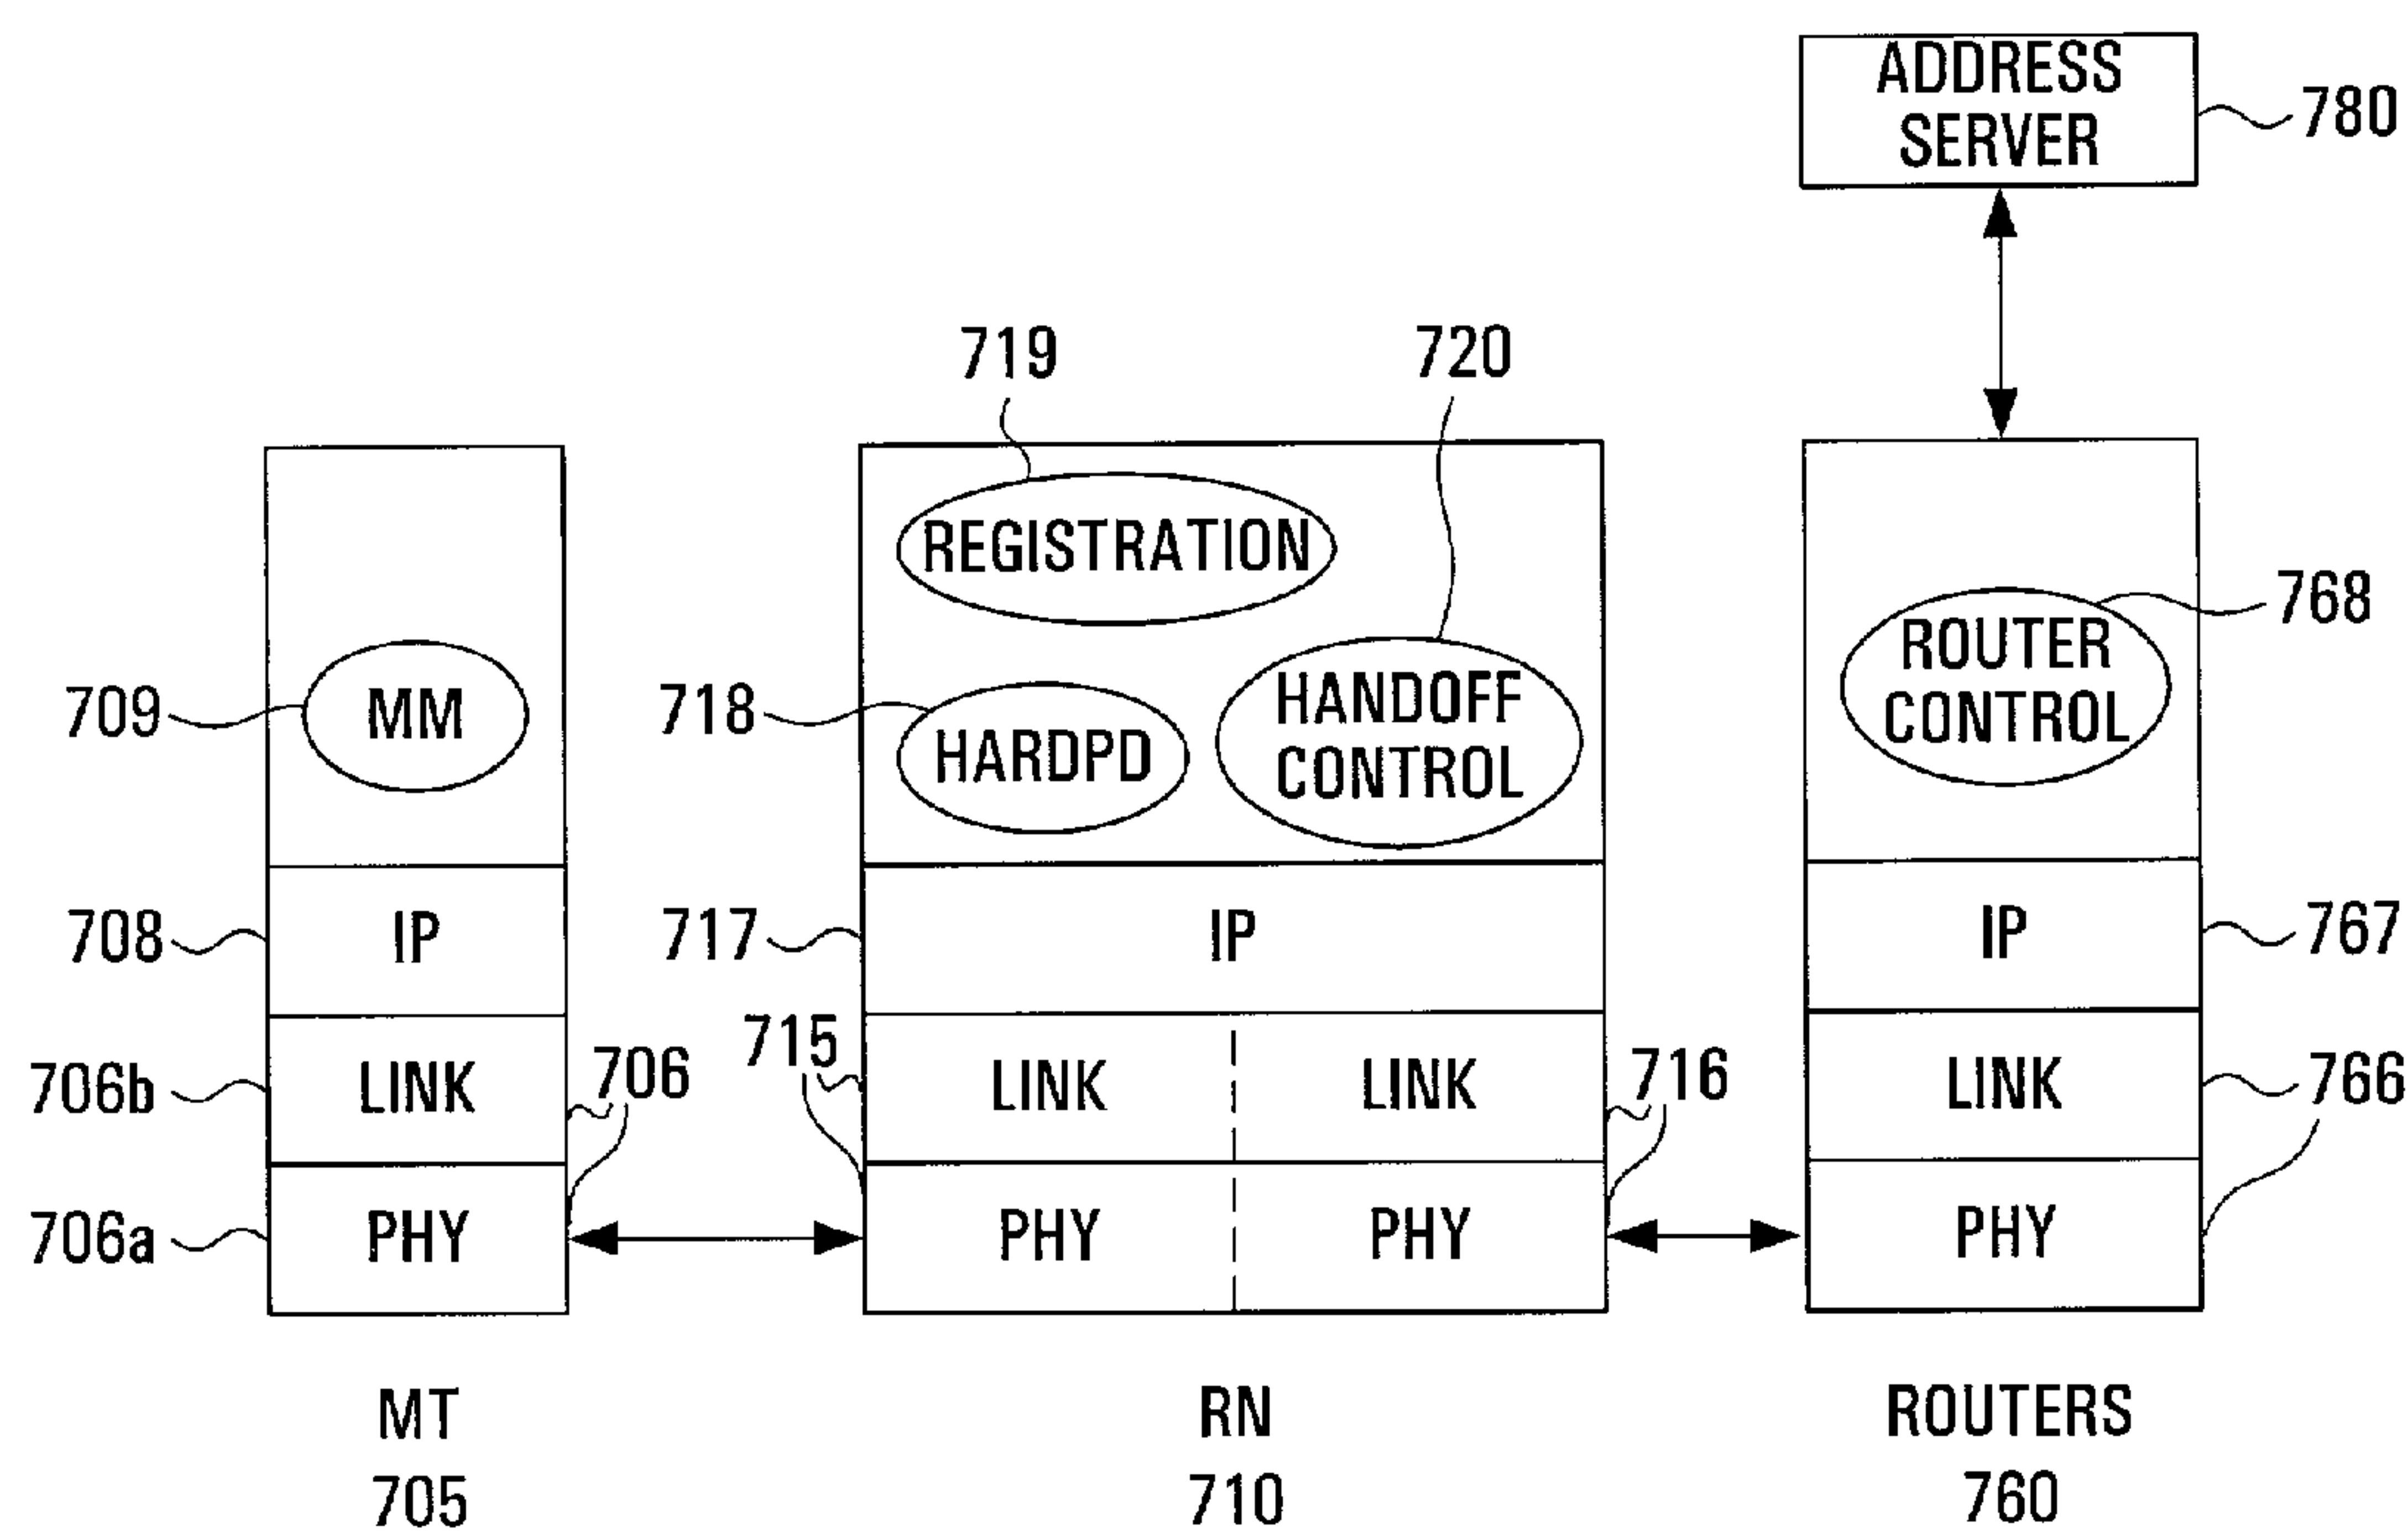 ADDRESS
SERVER
780
719
720
REGISTRATION
768
ROUTER
CONTROL
709
MM
718
HARDPD
HANDOFF
CONTROL
708
IP
717
IP
IP
767
706b
LINK
706
715
LINK
LINK
716
LINK
766
706a
PHY
PHY
PHY
PHY
MT
705
RN
710
ROUTERS
760